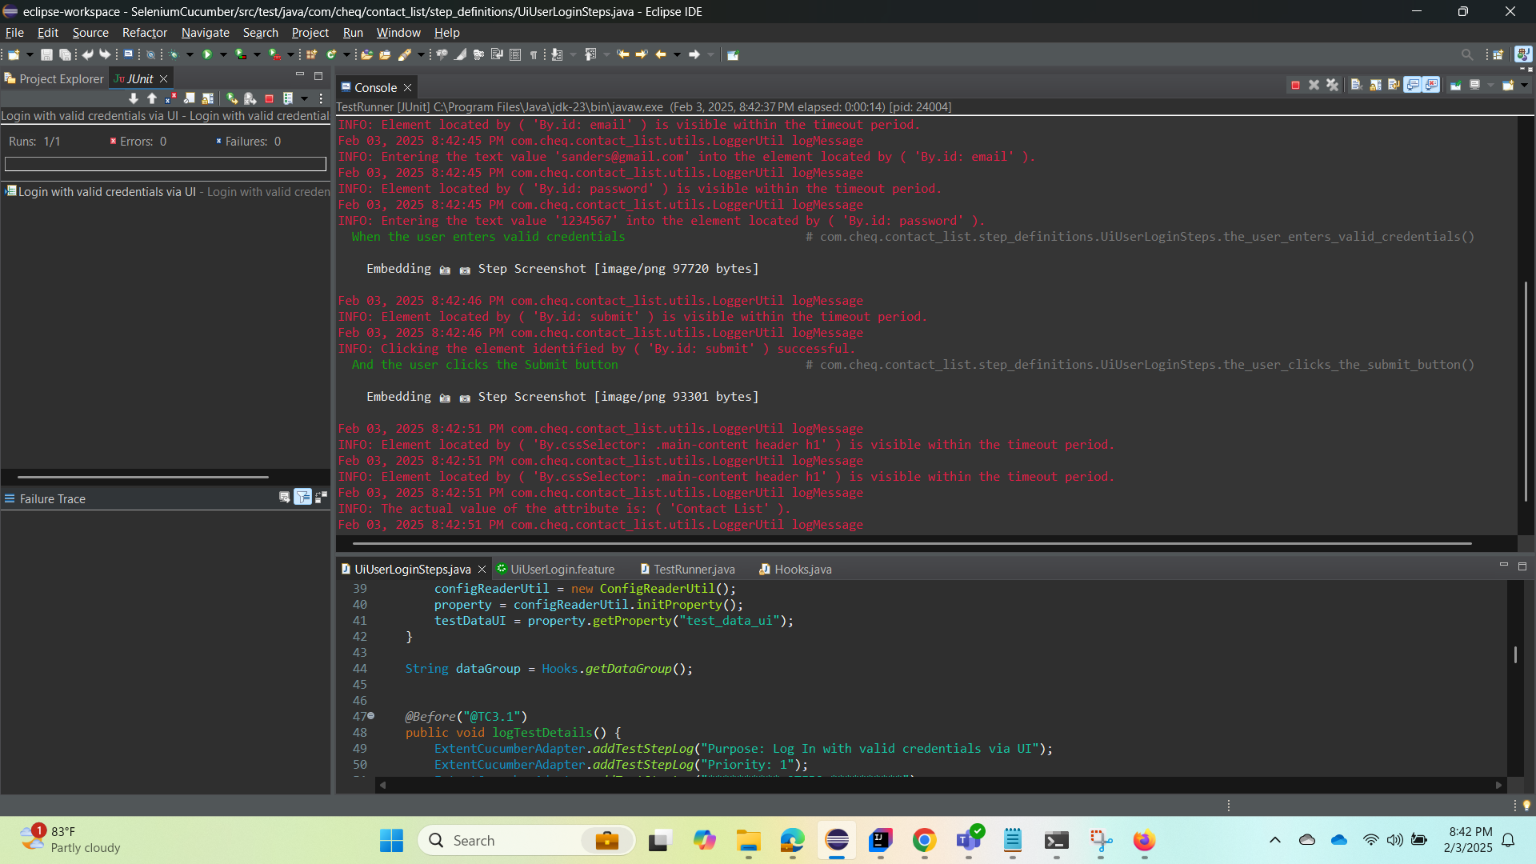 eclipse-workspace - SeleniumCucumber/src/test/java/com/cheq/contact_list/step_definitions/UiUserLoginSteps.java - Eclipse IDE
File Edit Source Refactor Navigate Search Project Run Window Help
Project Explorer
JUnit
Login with valid credentials via UI - Login with valid credential
Runs: 1/1
Errors: 0
Failures: 0
Login with valid credentials via UI - Login with valid creden
Failure Trace
Console
TestRunner [JUnit] C:\Program Files\Java\jdk-23\bin\javaw.exe (Feb 3, 2025, 8:42:37 PM elapsed: 0:00:14) [pid: 24004]
INFO: Element located by ( 'By.id: email' ) is visible within the timeout period.
Feb 03, 2025 8:42:45 PM com.cheq.contact_list.utils.LoggerUtil logMessage
INFO: Entering the text value 'sanders@gmail.com' into the element located by ( 'By.id: email' ).
Feb 03, 2025 8:42:45 PM com.cheq.contact_list.utils.LoggerUtil logMessage
INFO: Element located by ( 'By.id: password' ) is visible within the timeout period.
Feb 03, 2025 8:42:45 PM com.cheq.contact_list.utils.LoggerUtil logMessage
INFO: Entering the text value '1234567' into the element located by ( 'By.id: password' ).
When the user enters valid credentials # com.cheq.contact_list.step_definitions.UiUserLoginSteps.the_user_enters_valid_credentials()
Embedding Step Screenshot [image/png 97720 bytes]
Feb 03, 2025 8:42:46 PM com.cheq.contact_list.utils.LoggerUtil logMessage
INFO: Element located by ( 'By.id: submit' ) is visible within the timeout period.
Feb 03, 2025 8:42:46 PM com.cheq.contact_list.utils.LoggerUtil logMessage
INFO: Clicking the element identified by ( 'By.id: submit' ) successful.
And the user clicks the Submit button # com.cheq.contact_list.step_definitions.UiUserLoginSteps.the_user_clicks_the_submit_button()
Embedding Step Screenshot [image/png 93301 bytes]
Feb 03, 2025 8:42:51 PM com.cheq.contact_list.utils.LoggerUtil logMessage
INFO: Element located by ( 'By.cssSelector: .main-content header h1' ) is visible within the timeout period.
Feb 03, 2025 8:42:51 PM com.cheq.contact_list.utils.LoggerUtil logMessage
INFO: Element located by ( 'By.cssSelector: .main-content header h1' ) is visible within the timeout period.
Feb 03, 2025 8:42:51 PM com.cheq.contact_list.utils.LoggerUtil logMessage
INFO: The actual value of the attribute is: ( 'Contact List' ).
Feb 03, 2025 8:42:51 PM com.cheq.contact_list.utils.LoggerUtil logMessage
UiUserLoginSteps.java UiUserLogin.feature TestRunner.java Hooks.java
39 configReaderUtil = new ConfigReaderUtil();
40 property = configReaderUtil.initProperty();
41 testDataUI = property.getProperty("test_data_ui");
42 }
43
44 String dataGroup = Hooks.getDataGroup();
45
46
47 @Before("@TC3.1")
48 public void logTestDetails() {
49 ExtentCucumberAdapter.addTestStepLog("Purpose: Log In with valid credentials via UI");
50 ExtentCucumberAdapter.addTestStepLog("Priority: 1");
1
83°F
Partly cloudy
Search
8:42 PM
2/3/2025